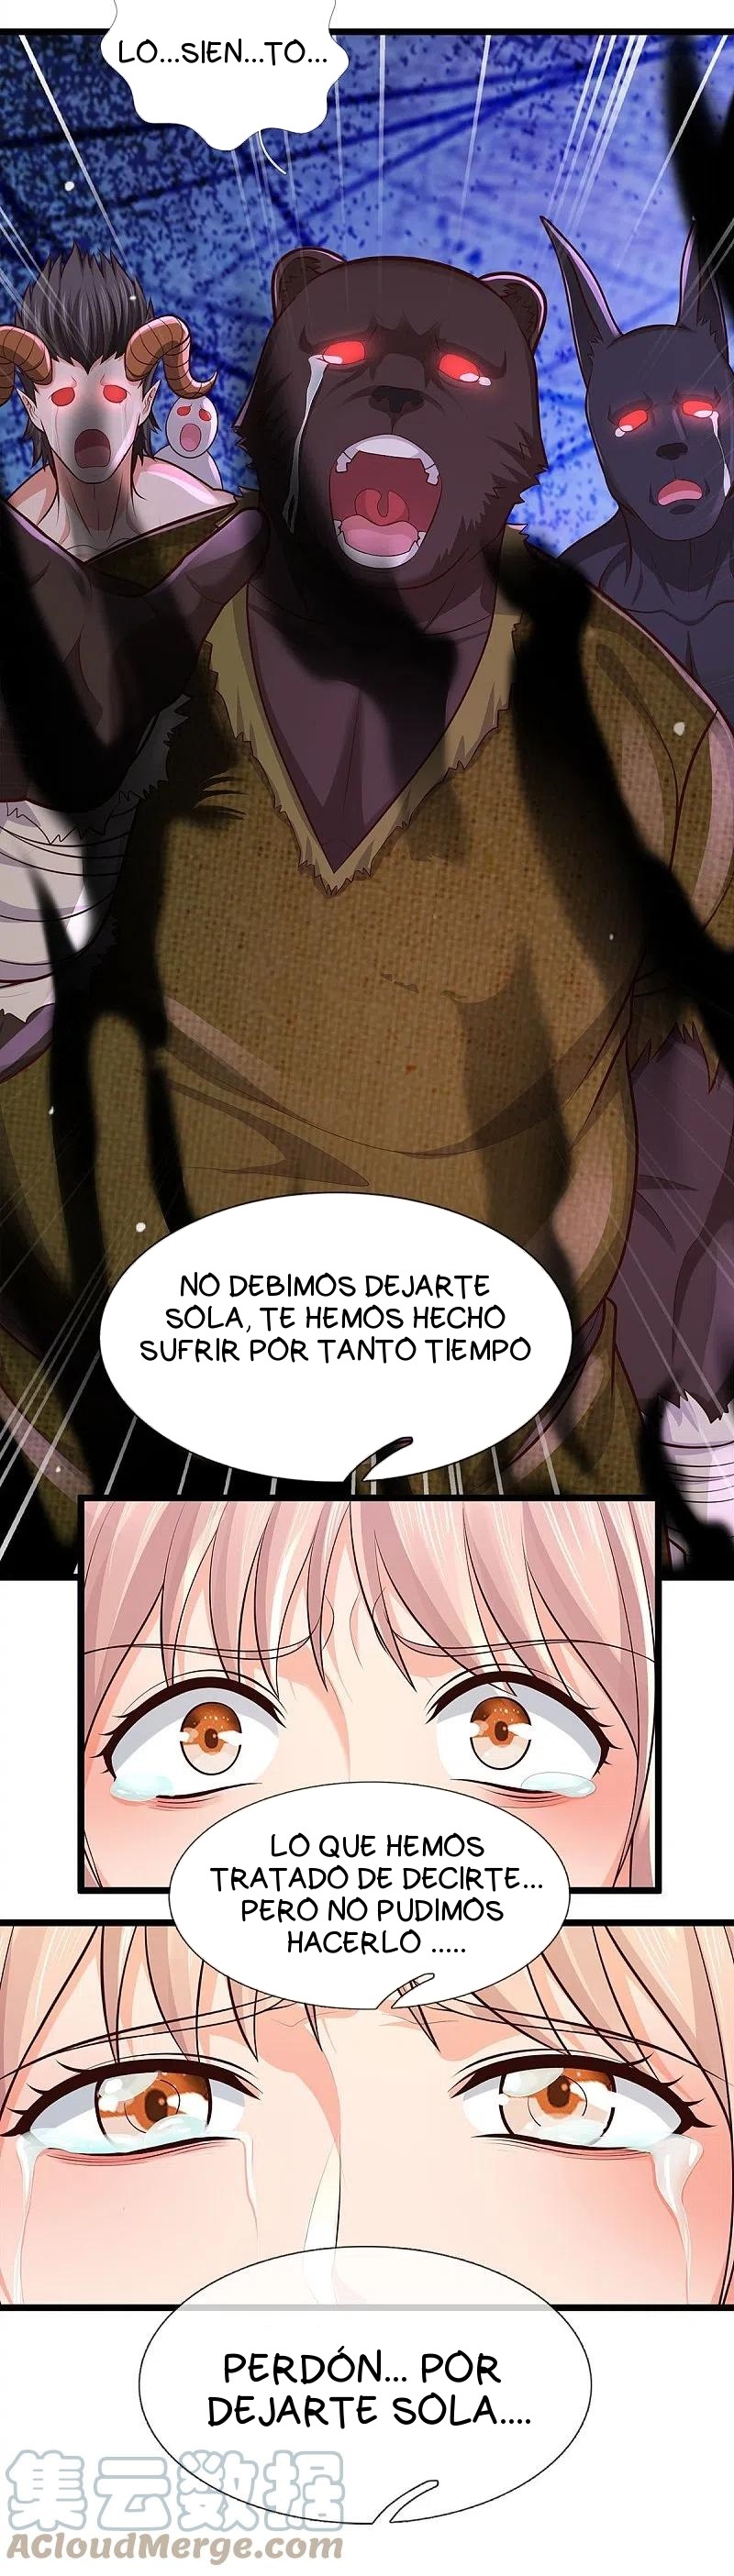 LO...SIEN...TO...
NO DEBIMOS DEJARTE
SOLA, TE HEMOS HECHO
SUFRIR POR TANTO TIEMPO
LO QUE HEMOS
TRATADO DE DECIRTE...
PERO NO PUDIMOS
HACERLO .....
PERDÓN... POR
DEJARTE SOLA....
集云数据
ACloudMerge.com